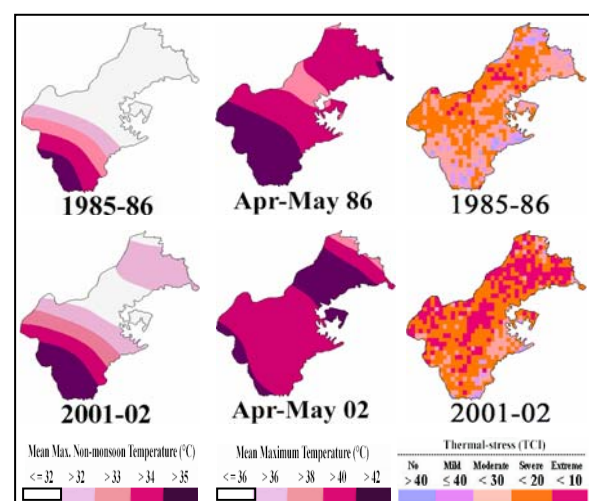 1985-86
Apr-May 86
1985-86
2001-02
Apr-May 02
2001-02
Mean Max. Non-monsoon Temperature (°C)
<= 32 > 32 > 33 > 34 > 35
Mean Maximum Temperature (°C)
<= 36 > 36 > 38 > 40 > 42
Thermal-stress (TCI)
No Mild Moderate Severe Extreme
> 40 ≤ 40 < 30 < 20 < 10